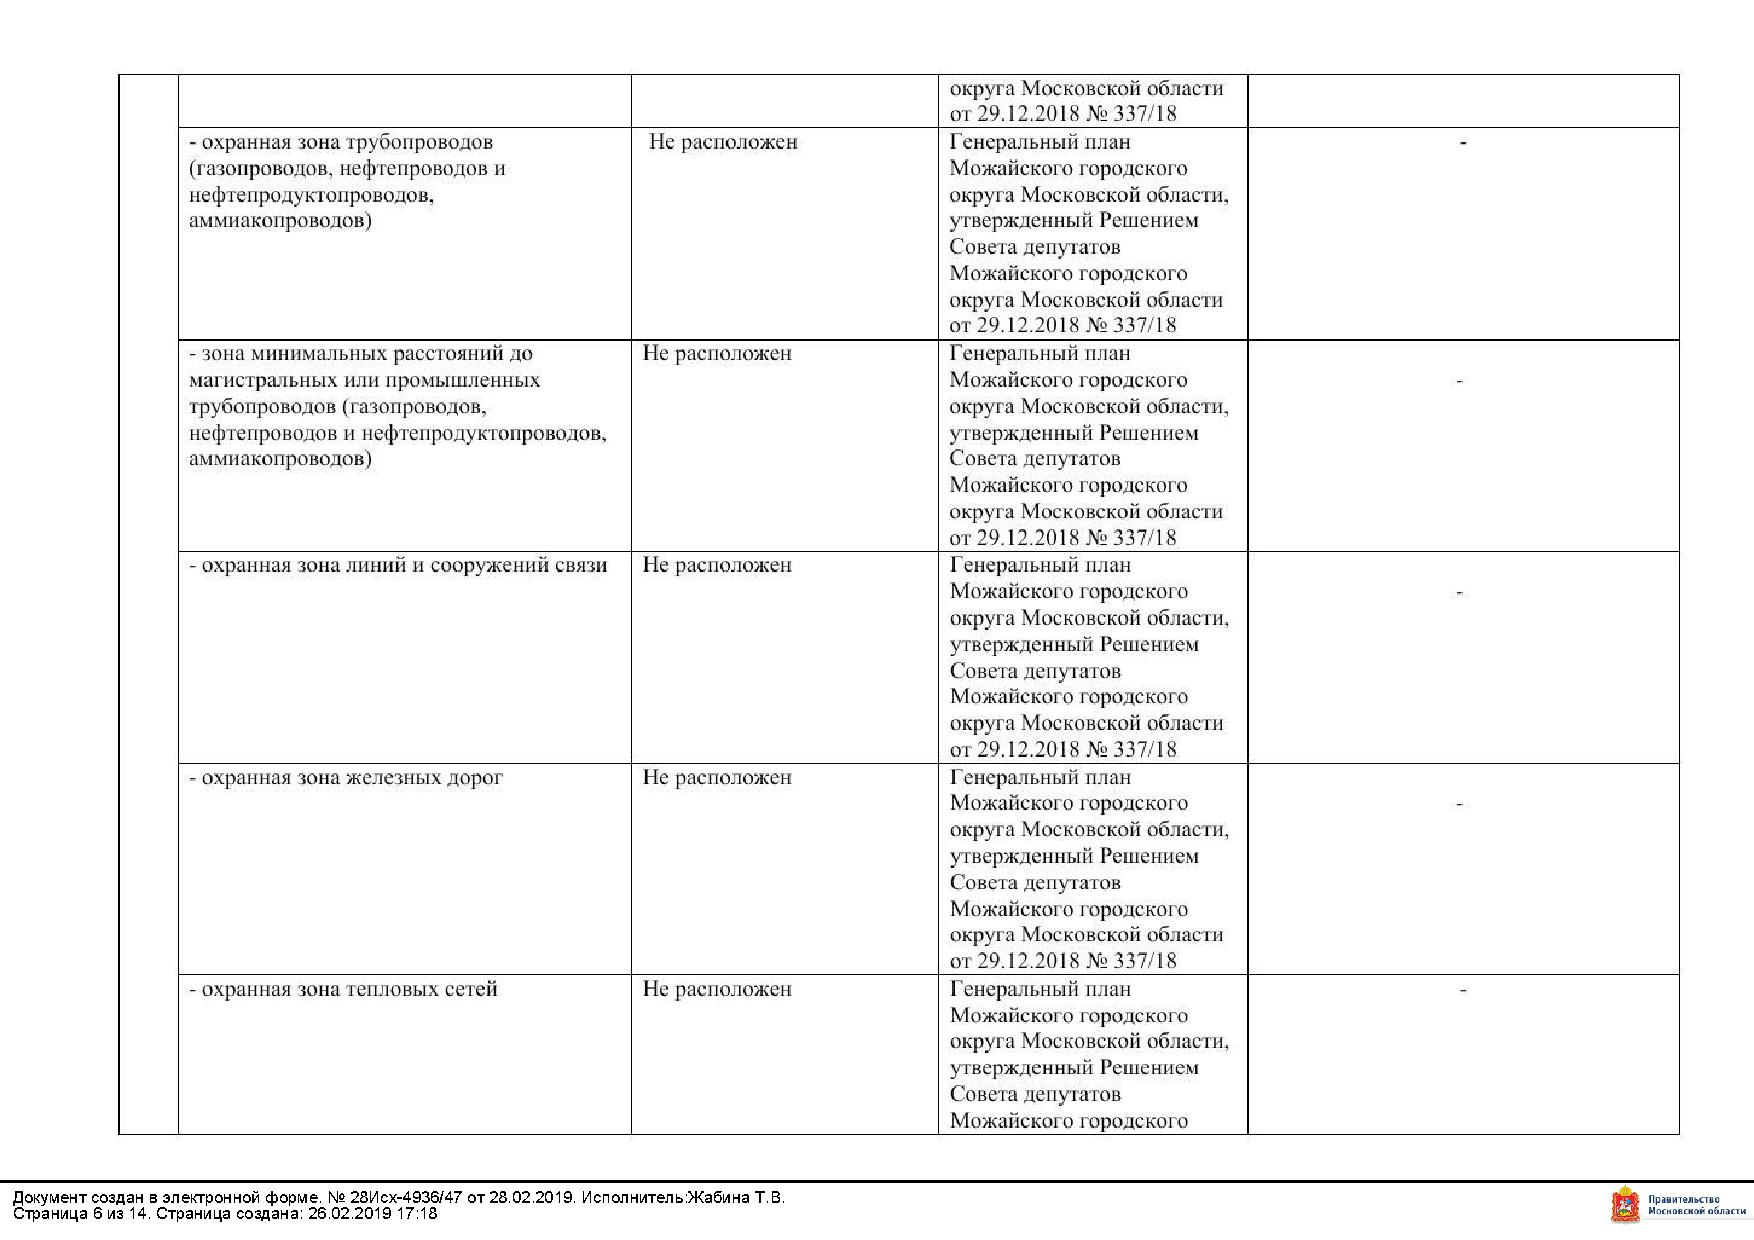 округа Московской области
от 29.12.2018 № 337/18
- охранная зона трубопроводов
(газопроводов, нефтепроводов и
нефтепродуктопроводов,
аммиакопроводов)
Не расположен
Генеральный план
Можайского городского
округа Московской области,
утвержденный Решением
Совета депутатов
Можайского городского
округа Московской области
от 29.12.2018 № 337/18
-
- зона минимальных расстояний до
магистральных или промышленных
трубопроводов (газопроводов,
нефтепроводов и нефтепродуктопроводов,
аммиакопроводов)
Не расположен
Генеральный план
Можайского городского
округа Московской области,
утвержденный Решением
Совета депутатов
Можайского городского
округа Московской области
от 29.12.2018 № 337/18
-
- охранная зона линий и сооружений связи
Не расположен
Генеральный план
Можайского городского
округа Московской области,
утвержденный Решением
Совета депутатов
Можайского городского
округа Московской области
от 29.12.2018 № 337/18
-
- охранная зона железных дорог
Не расположен
Генеральный план
Можайского городского
округа Московской области,
утвержденный Решением
Совета депутатов
Можайского городского
округа Московской области
от 29.12.2018 № 337/18
-
- охранная зона тепловых сетей
Не расположен
Генеральный план
Можайского городского
округа Московской области,
утвержденный Решением
Совета депутатов
Можайского городского
-
Документ создан в электронной форме. № 28Исх-4936/47 от 28.02.2019. Исполнитель:Жабина Т.В.
Страница 6 из 14. Страница создана: 26.02.2019 17:18
Правительство
Московской области